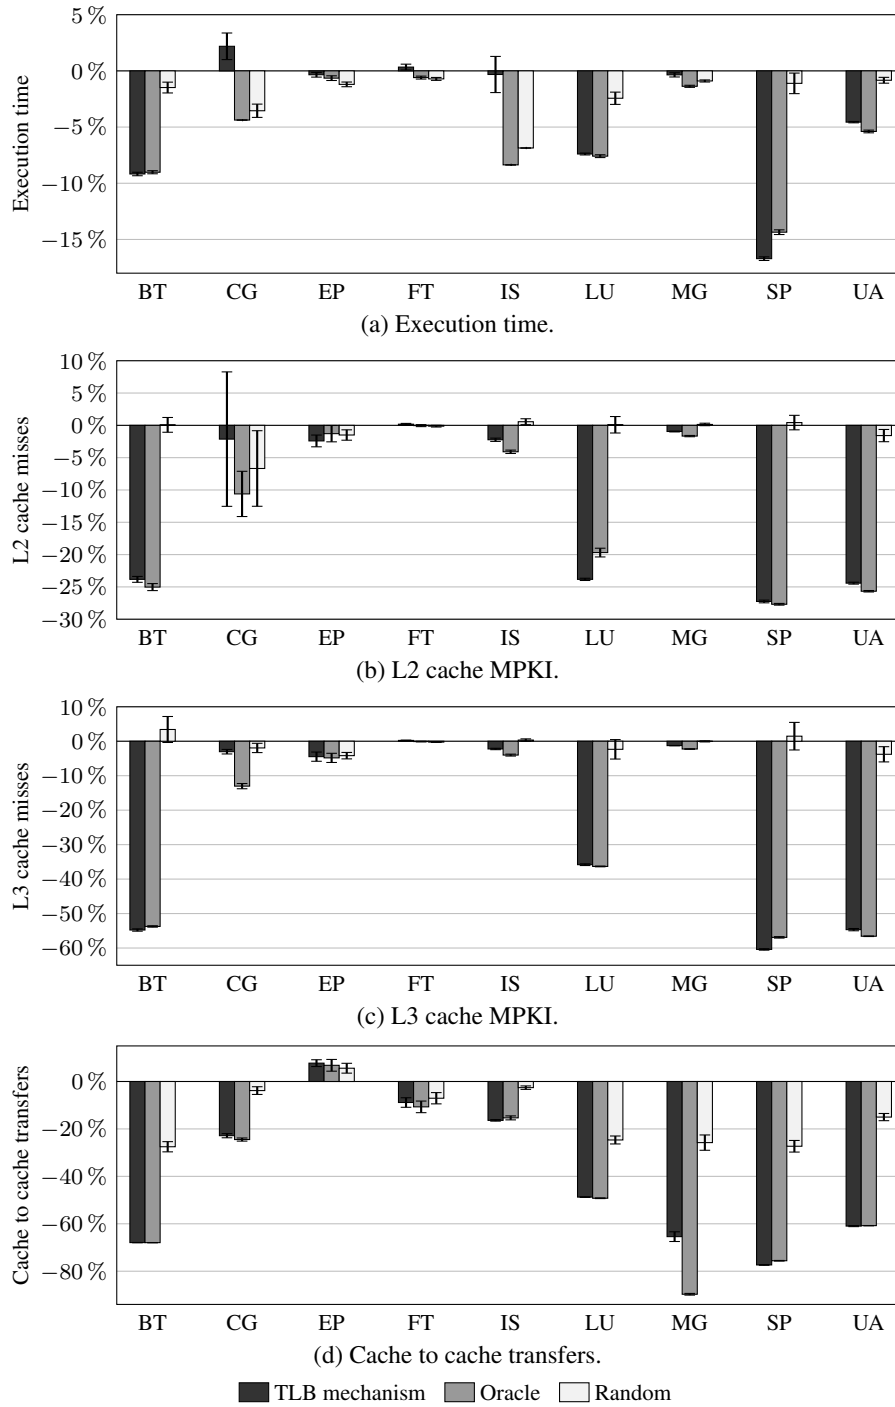 5 %
0 %
−5 %
−10 %
−15 %
Execution time
BT CG EP FT IS LU MG SP UA
(a) Execution time.
10 %
5 %
0 %
−5 %
−10 %
−15 %
−20 %
−25 %
−30 %
L2 cache misses
BT CG EP FT IS LU MG SP UA
(b) L2 cache MPKI.
10 %
0 %
−10 %
−20 %
−30 %
−40 %
−50 %
−60 %
L3 cache misses
BT CG EP FT IS LU MG SP UA
(c) L3 cache MPKI.
0 %
−20 %
−40 %
−60 %
−80 %
Cache to cache transfers
BT CG EP FT IS LU MG SP UA
(d) Cache to cache transfers.
TLB mechanism Oracle Random